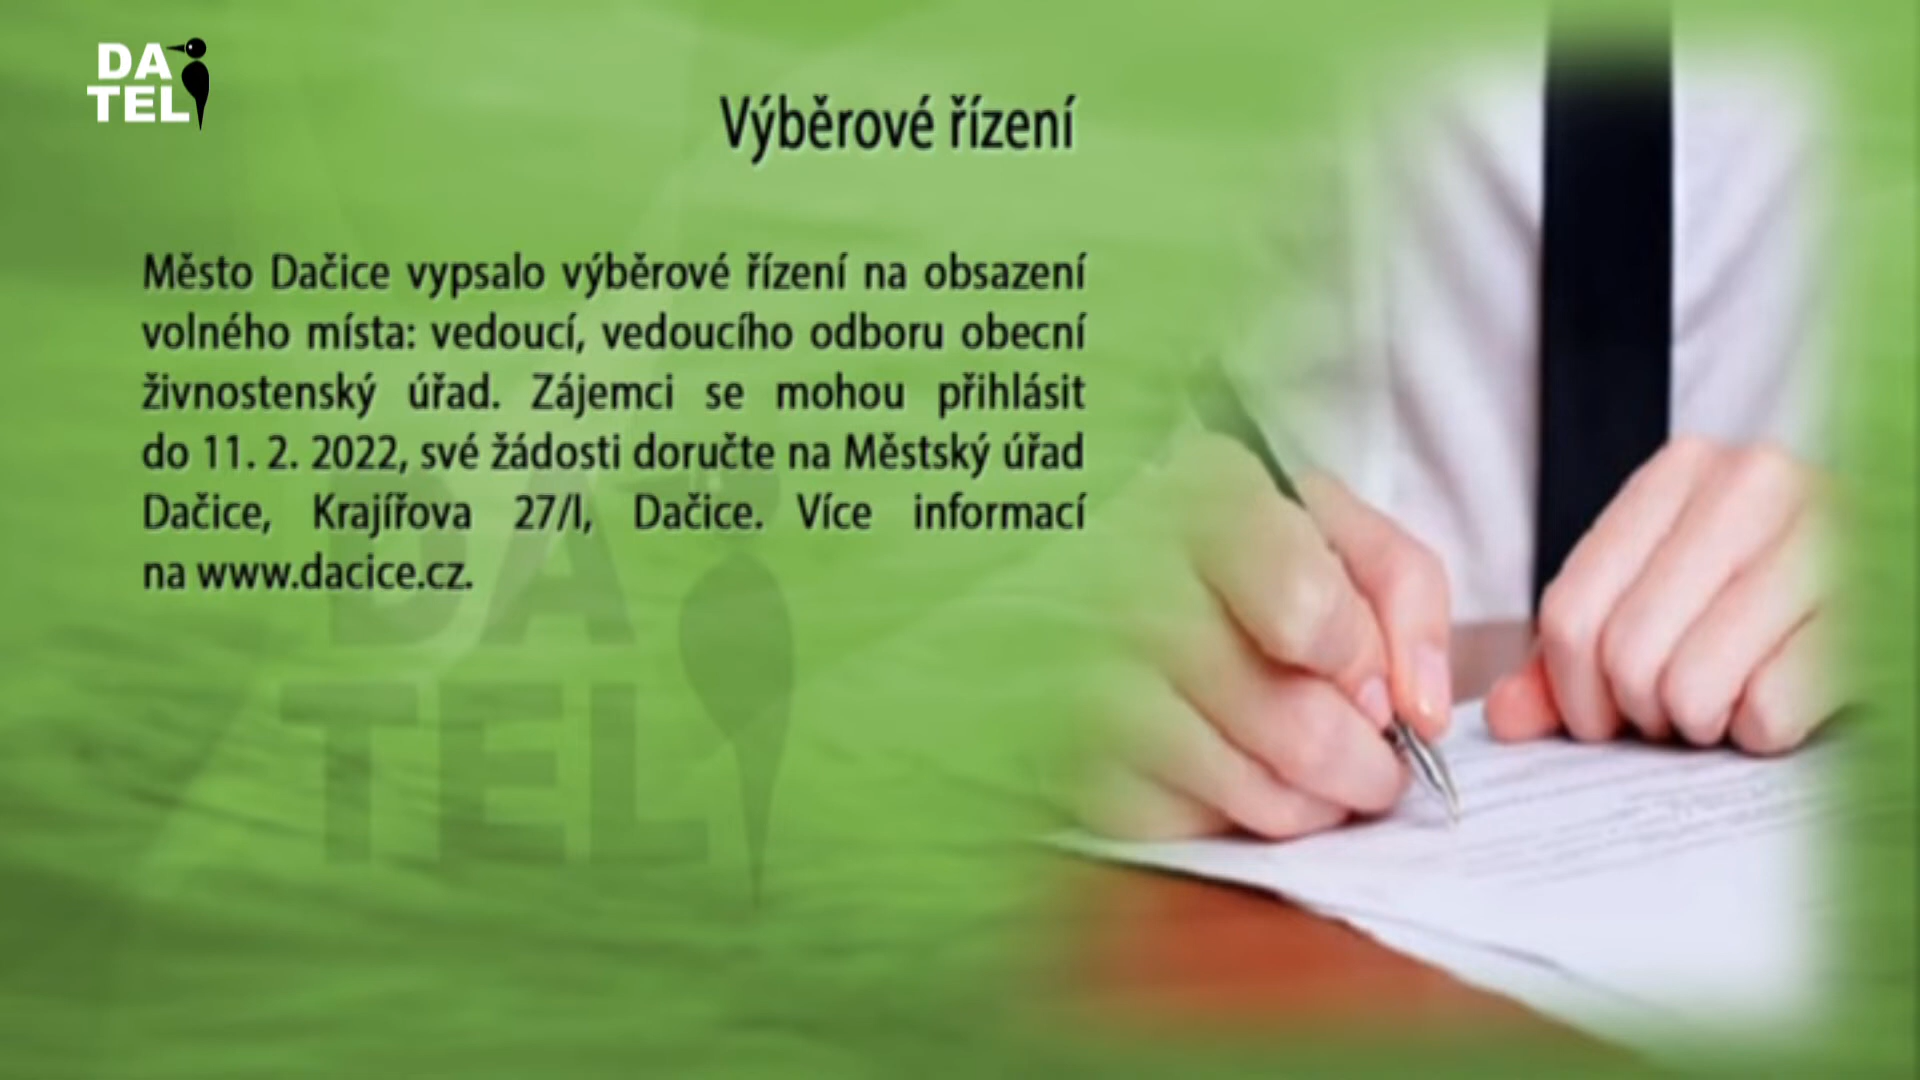 DA
TEL
Výběrové řízení
Město Dačice vypsalo výběrové řízení na obsazení
volného místa: vedoucí, vedoucího odboru obecní
živnostenský úřad. Zájemci se mohou přihlásit
do 11. 2. 2022, své žádosti doručte na Městský úřad
Dačice, Krajířova 27/I, Dačice. Více informací
na www.dacice.cz.
DA
TEL